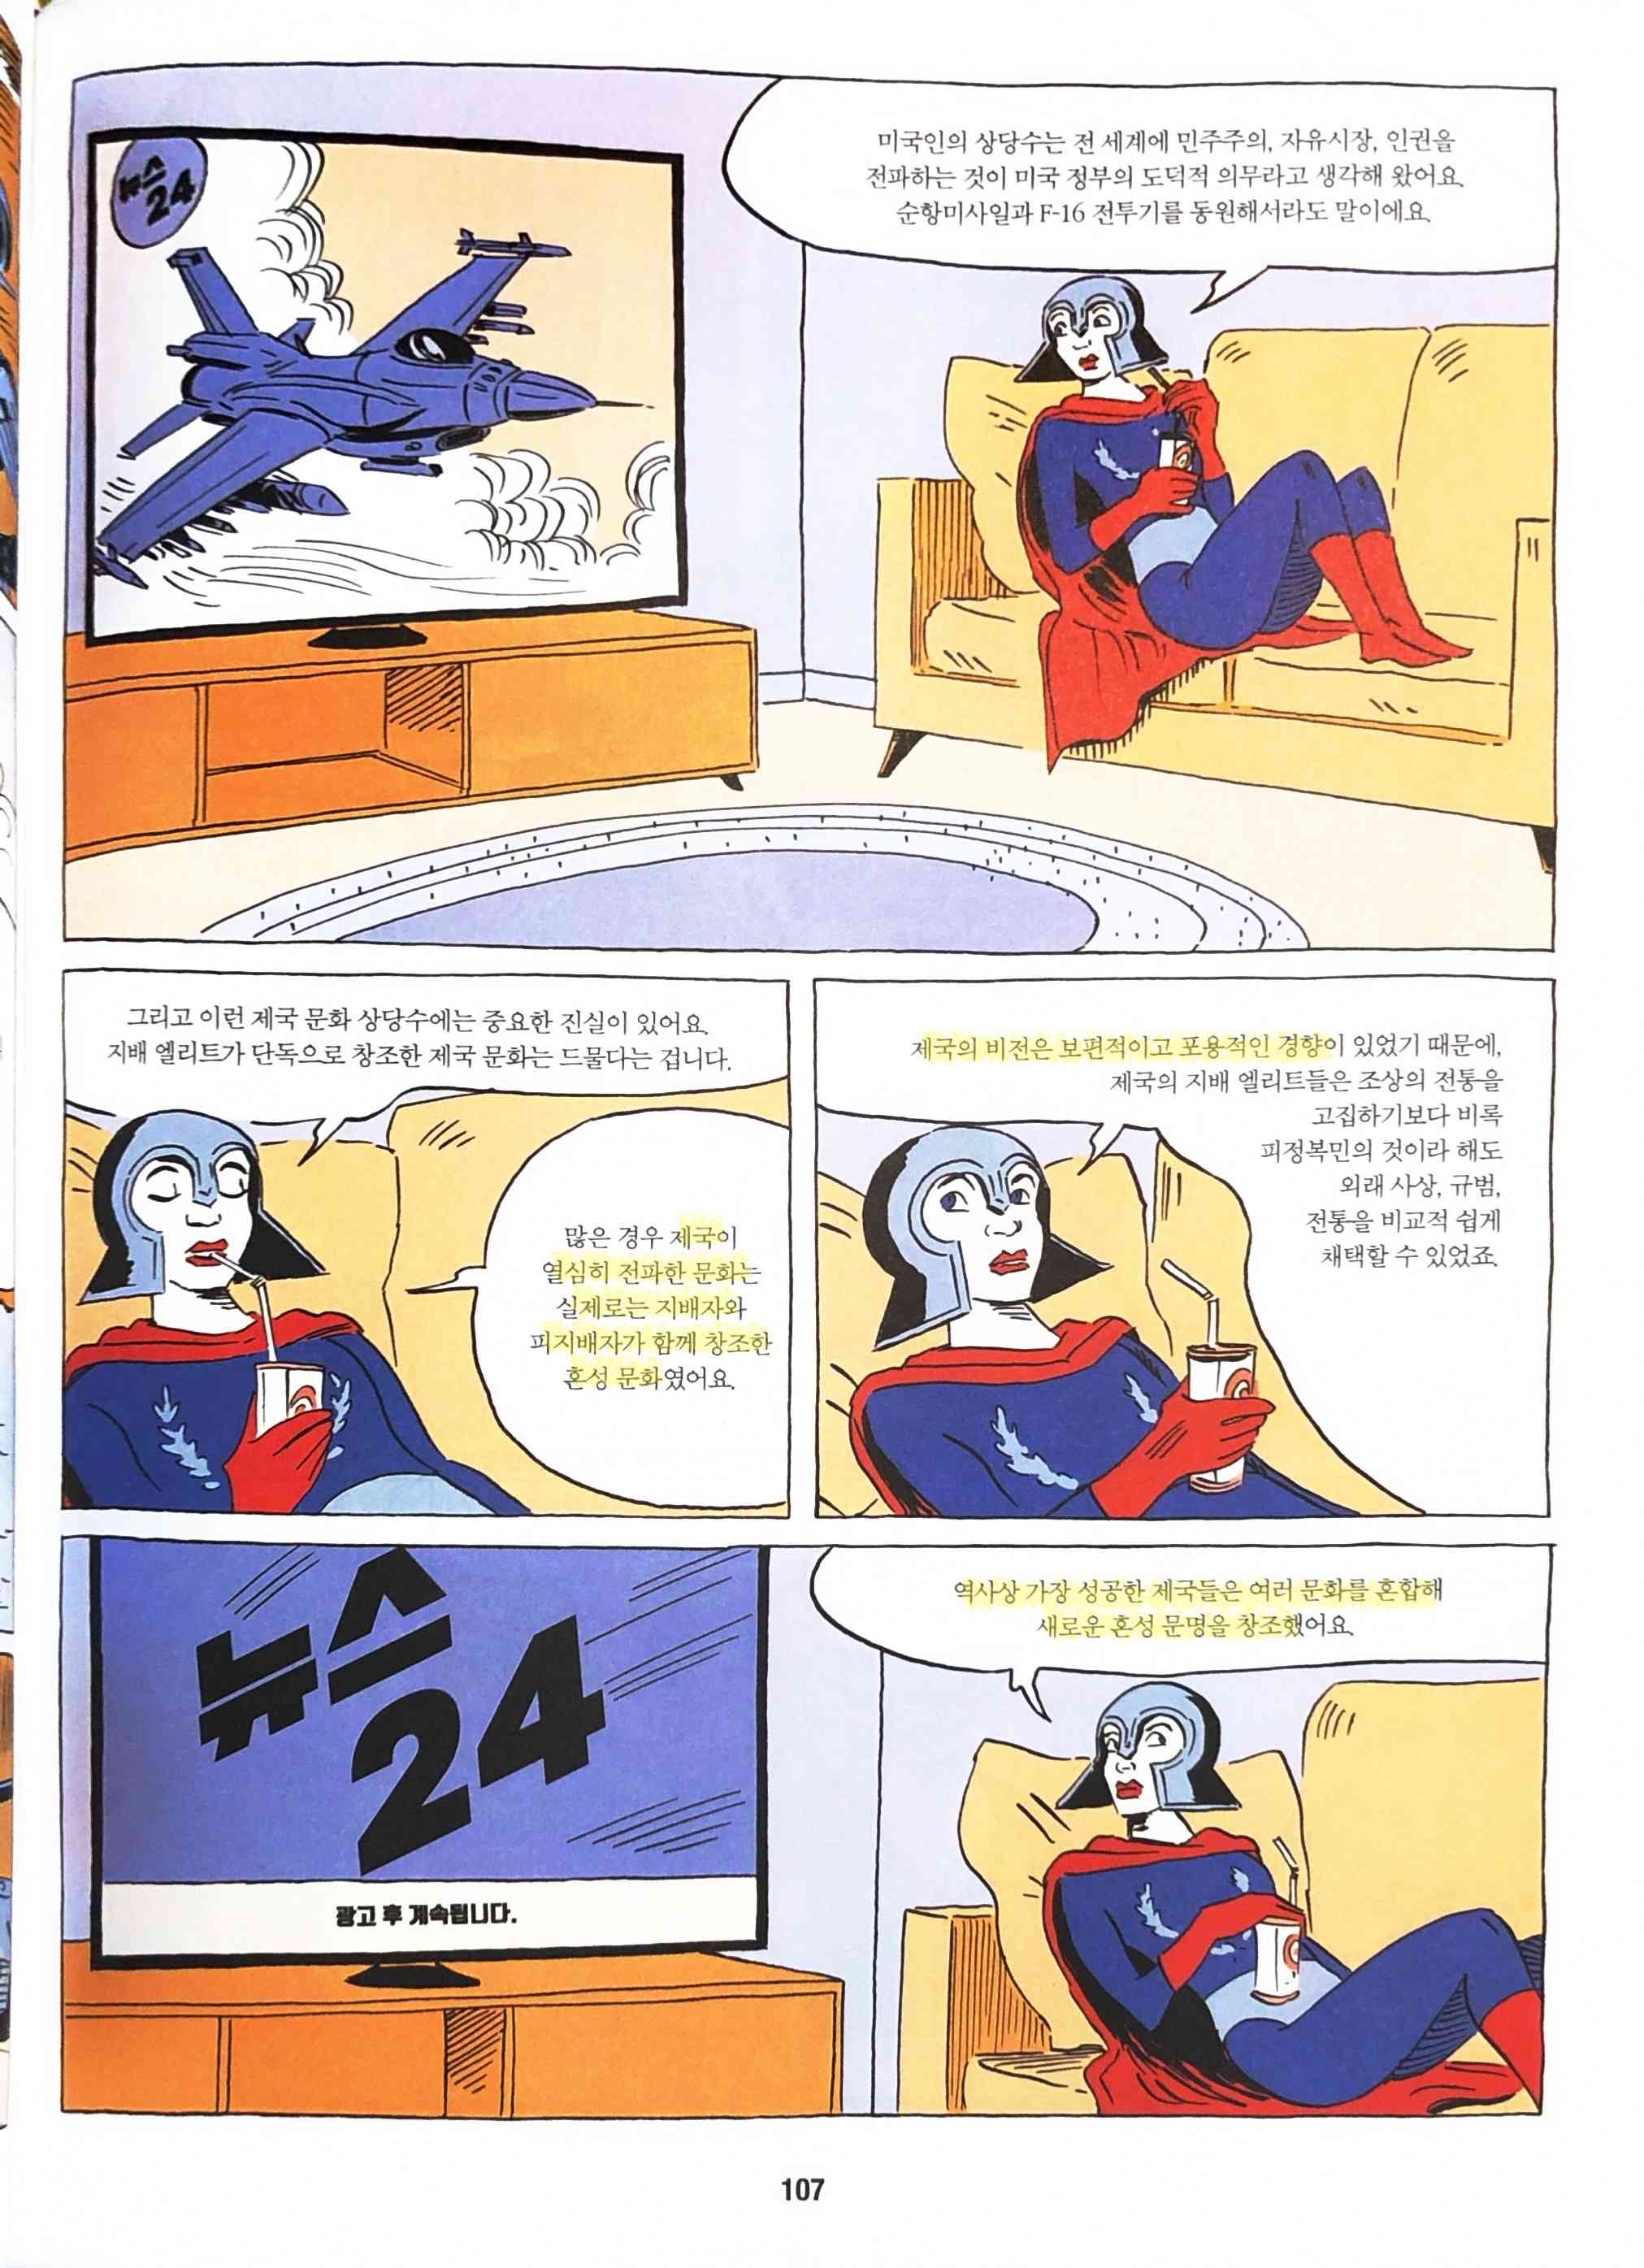 뉴스
24
미국인의 상당수는 전 세계에 민주주의, 자유시장, 인권을
전파하는 것이 미국 정부의 도덕적 의무라고 생각해 왔어요.
순항미사일과 F-16 전투기를 동원해서라도 말이에요.
그리고 이런 제국 문화 상당수에는 중요한 진실이 있어요.
지배 엘리트가 단독으로 창조한 제국 문화는 드물다는 겁니다.
많은 경우 제국이
열심히 전파한 문화는
실제로는 지배자와
피지배자가 함께 창조한
혼성 문화였어요.
제국의 비전은 보편적이고 포용적인 경향이 있었기 때문에,
제국의 지배 엘리트들은 조상의 전통을
고집하기보다 비록
피정복민의 것이라 해도
외래 사상, 규범,
전통을 비교적 쉽게
채택할 수 있었죠.
뉴스
24
광고 후 계속됩니다.
역사상 가장 성공한 제국들은 여러 문화를 혼합해
새로운 혼성 문명을 창조했어요.
107